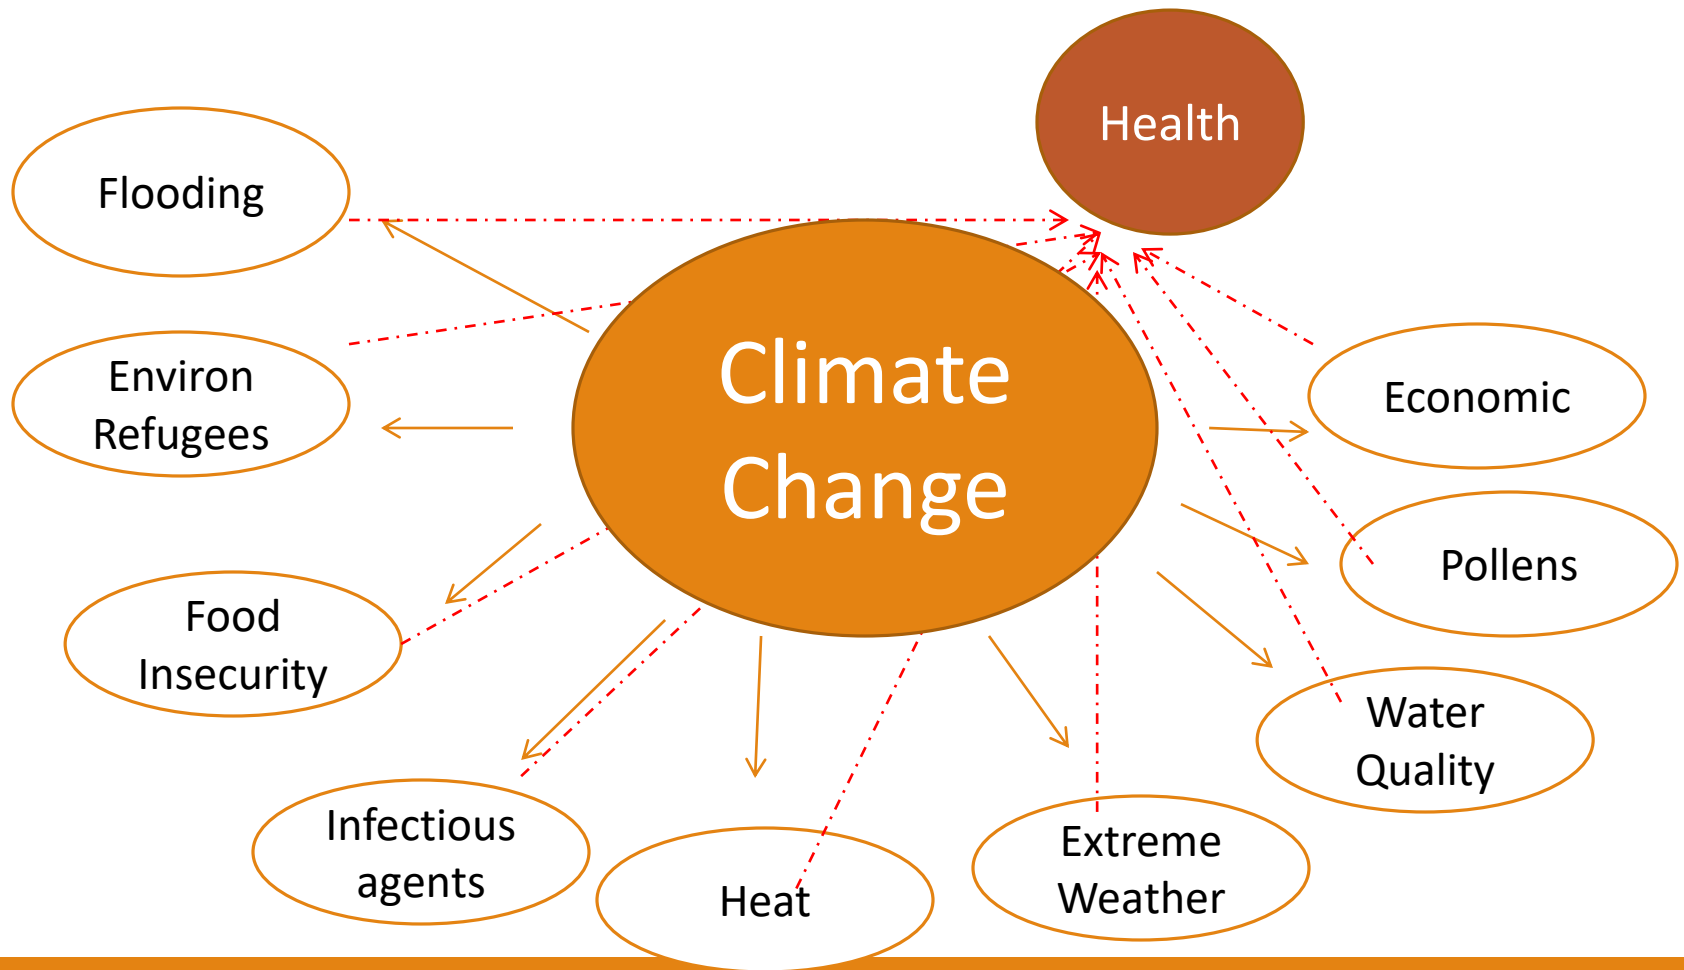 Health
Flooding
Climate
Change
Environ
Refugees
Economic
Pollens
Food
Insecurity
Water
Quality
Infectious
agents
Heat
Extreme
Weather